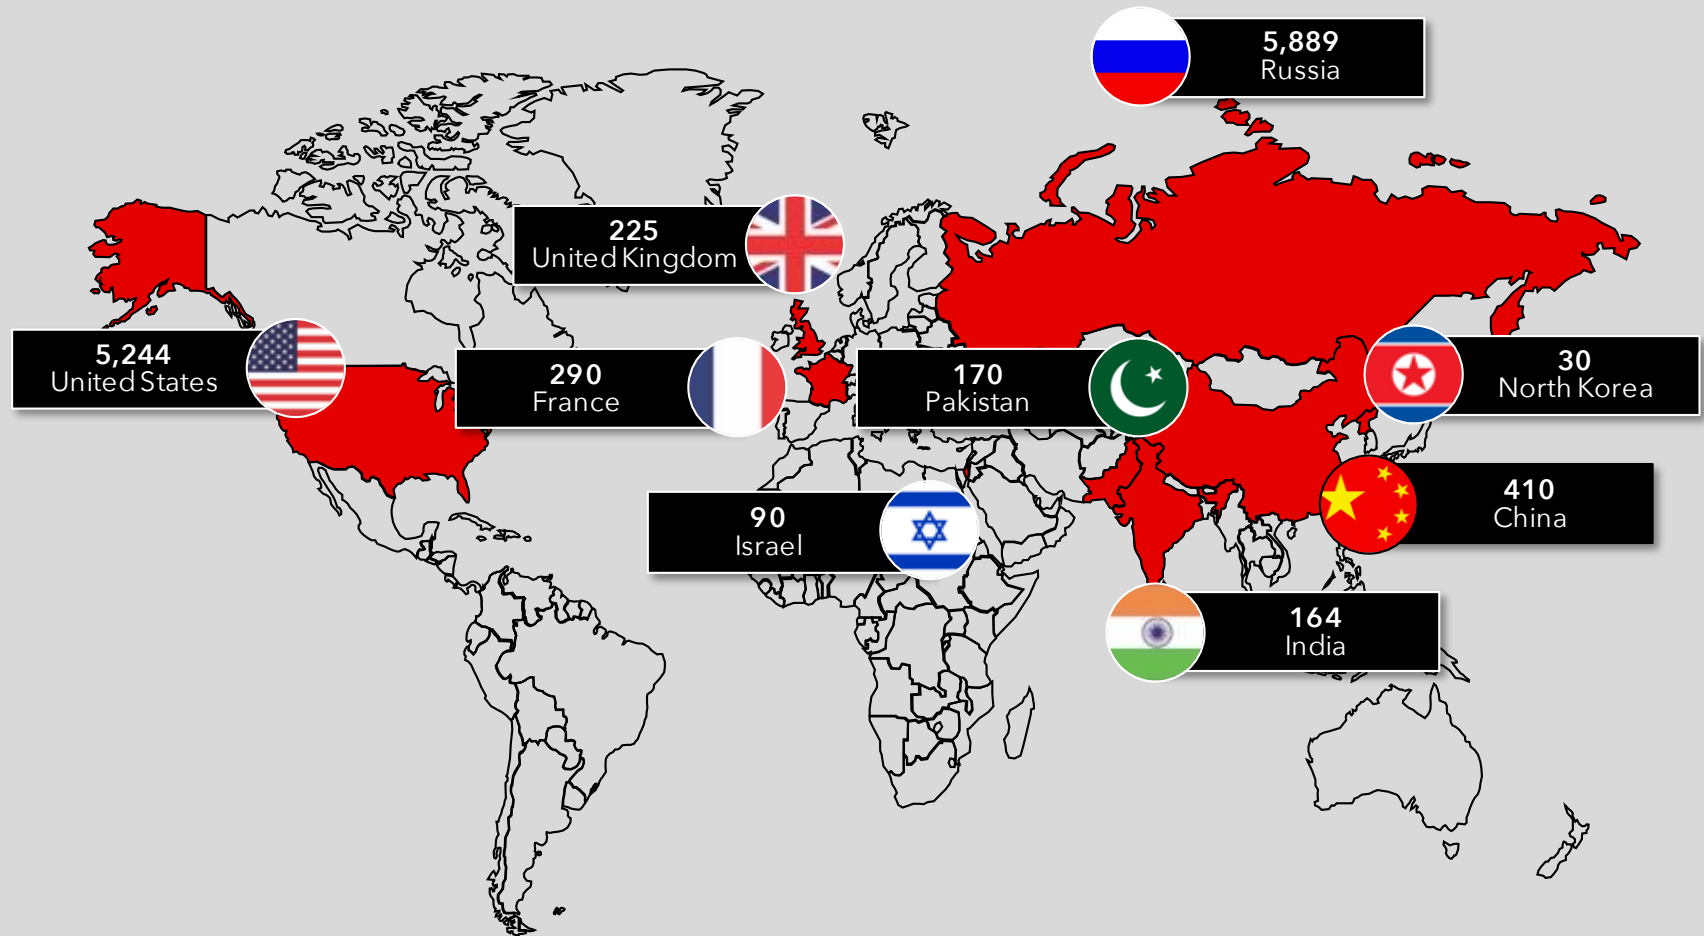 5,889
Russia
225
United Kingdom
5,244
United States
290
France
170
Pakistan
30
North Korea
90
Israel
410
China
164
India